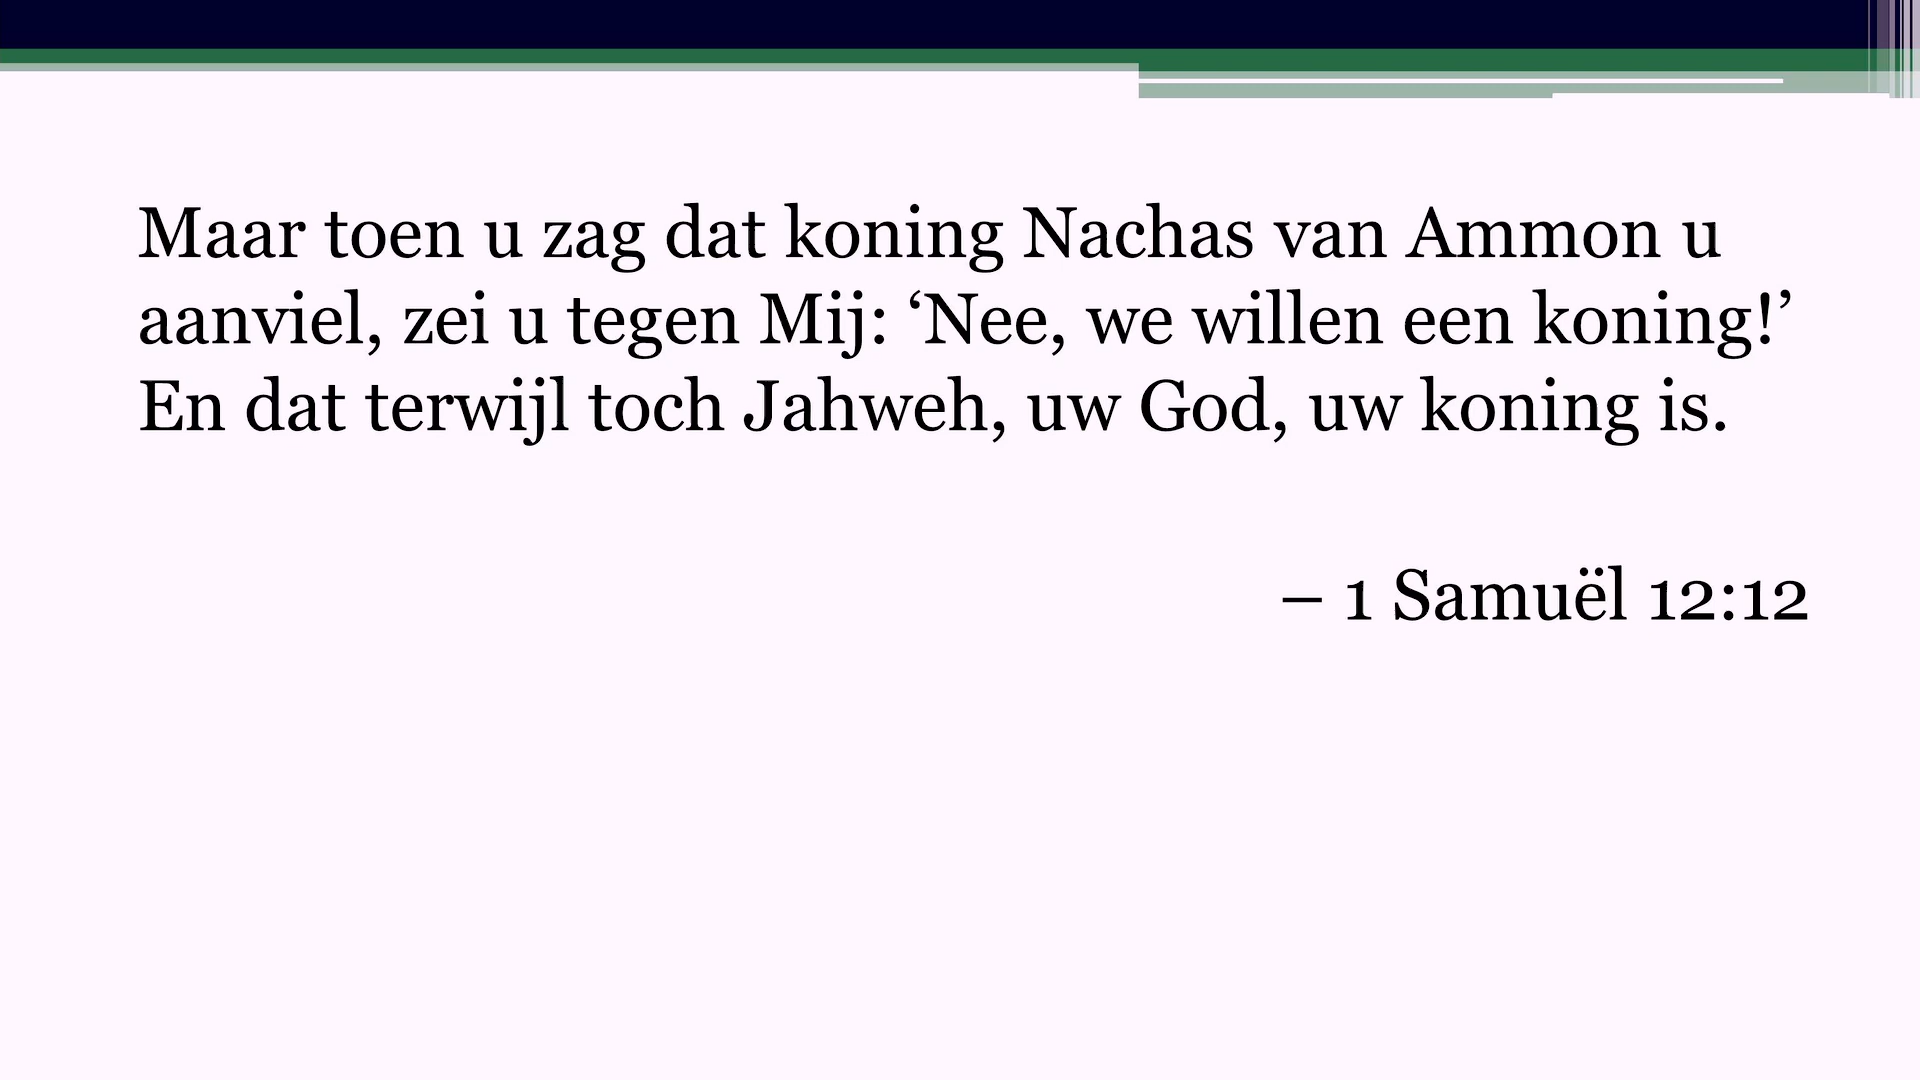 Maar toen u zag dat koning Nachas van Ammon u
aanviel, zei u tegen Mij: ‘Nee, we willen een koning!’
En dat terwijl toch Jahweh, uw God, uw koning is.
– 1 Samuël 12:12